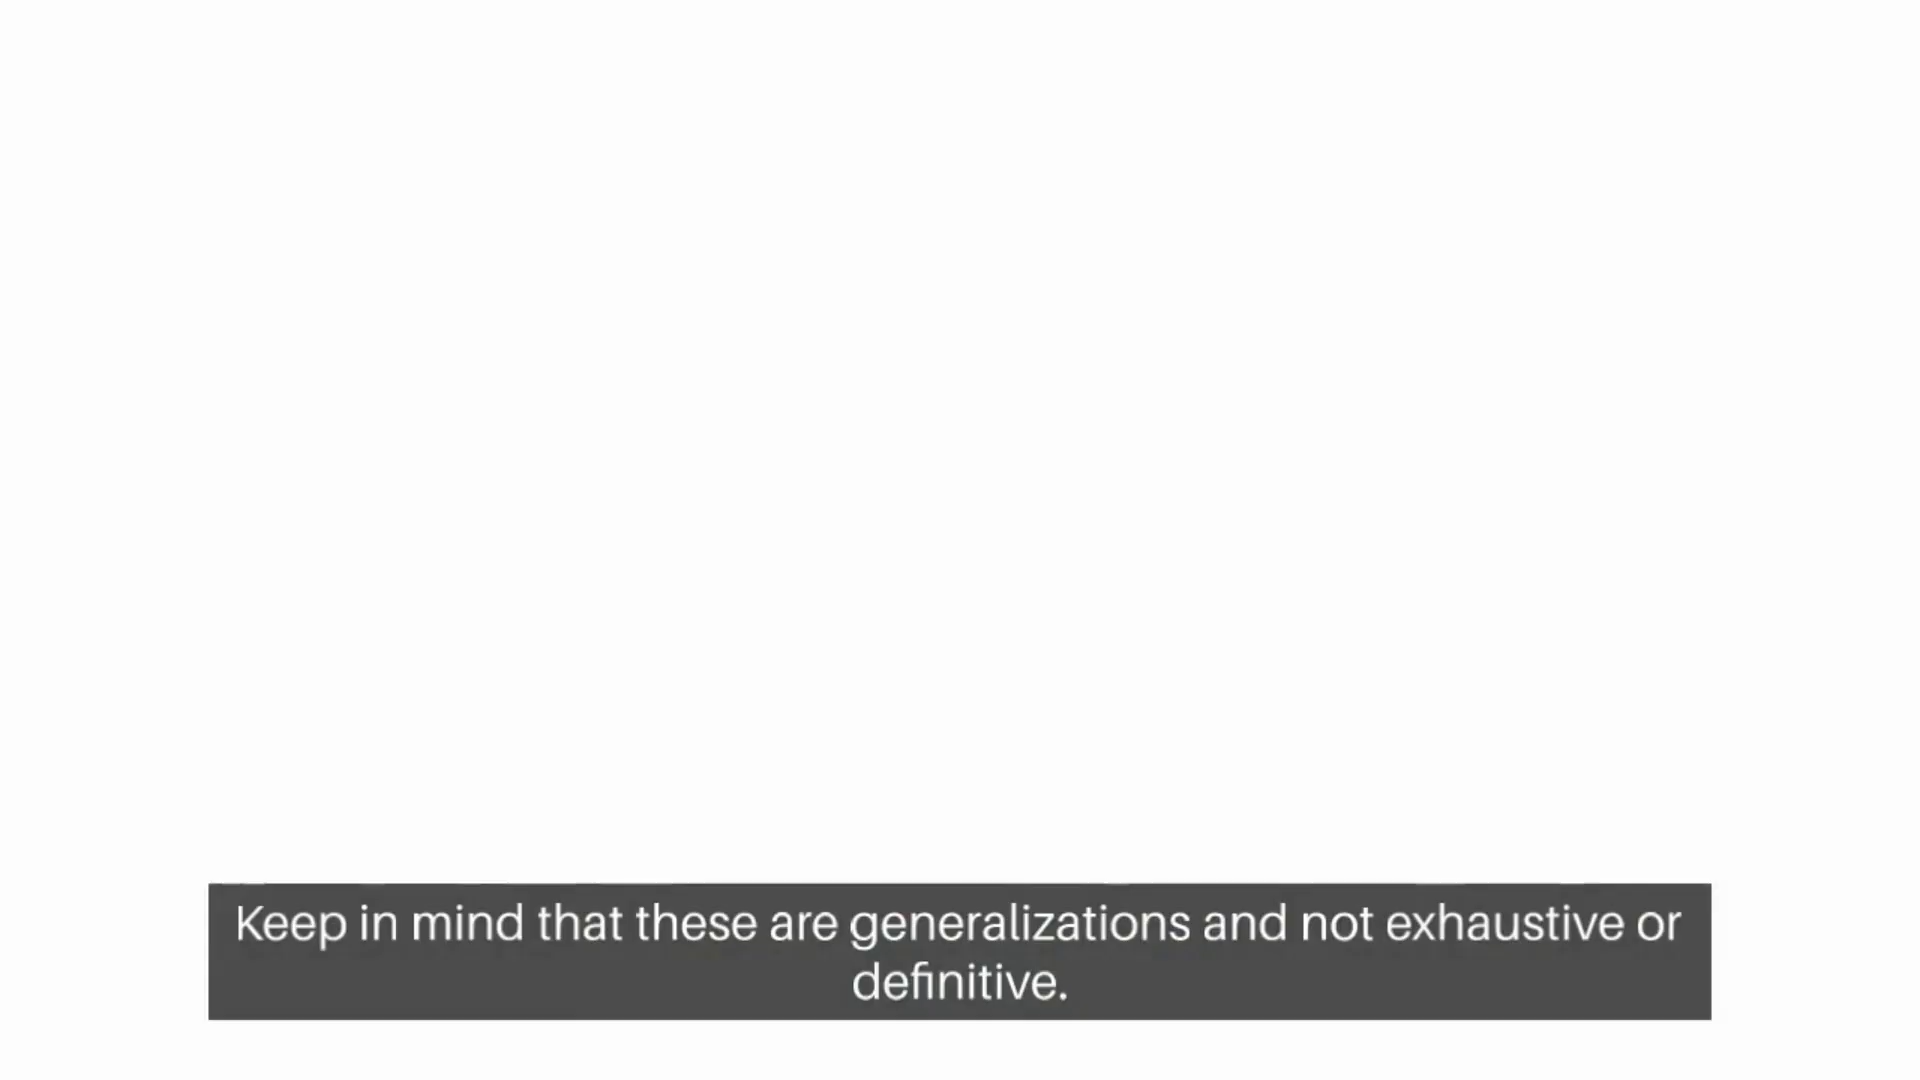 Keep in mind that these are generalizations and not exhaustive or
definitive.